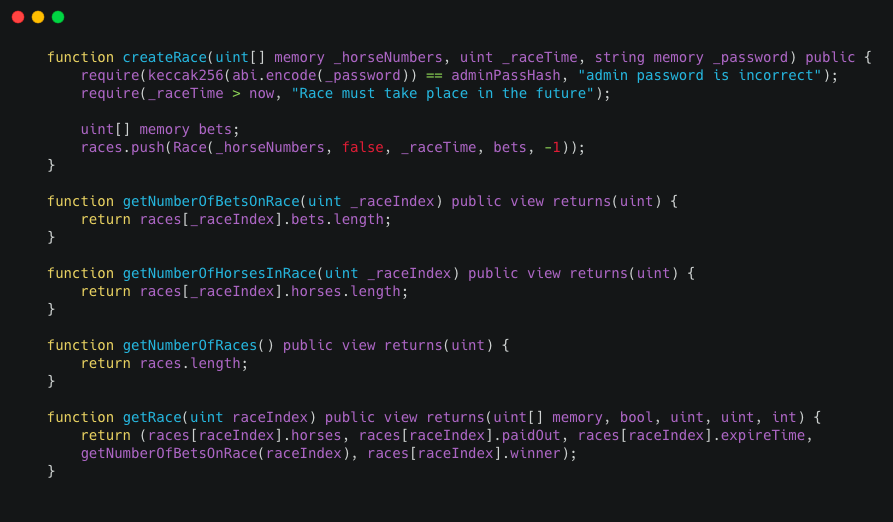 function createRace(uint[] memory _horseNumbers, uint _raceTime, string memory _password) public {
require(keccak256(abi.encode(_password)) == adminPassHash, "admin password is incorrect");
require(_raceTime > now, "Race must take place in the future");
uint[] memory bets;
races.push(Race(_horseNumbers, false, _raceTime, bets, -1));
}
function getNumberOfBetsOnRace(uint _raceIndex) public view returns(uint) {
return races[_raceIndex].bets.length;
}
function getNumberOfHorsesInRace(uint _raceIndex) public view returns(uint) {
return races[_raceIndex].horses.length;
}
function getNumberOfRaces() public view returns(uint) {
return races.length;
}
function getRace(uint raceIndex) public view returns(uint[] memory, bool, uint, uint, int) {
return (races[raceIndex].horses, races[raceIndex].paidOut, races[raceIndex].expireTime,
getNumberOfBetsOnRace(raceIndex), races[raceIndex].winner);
}